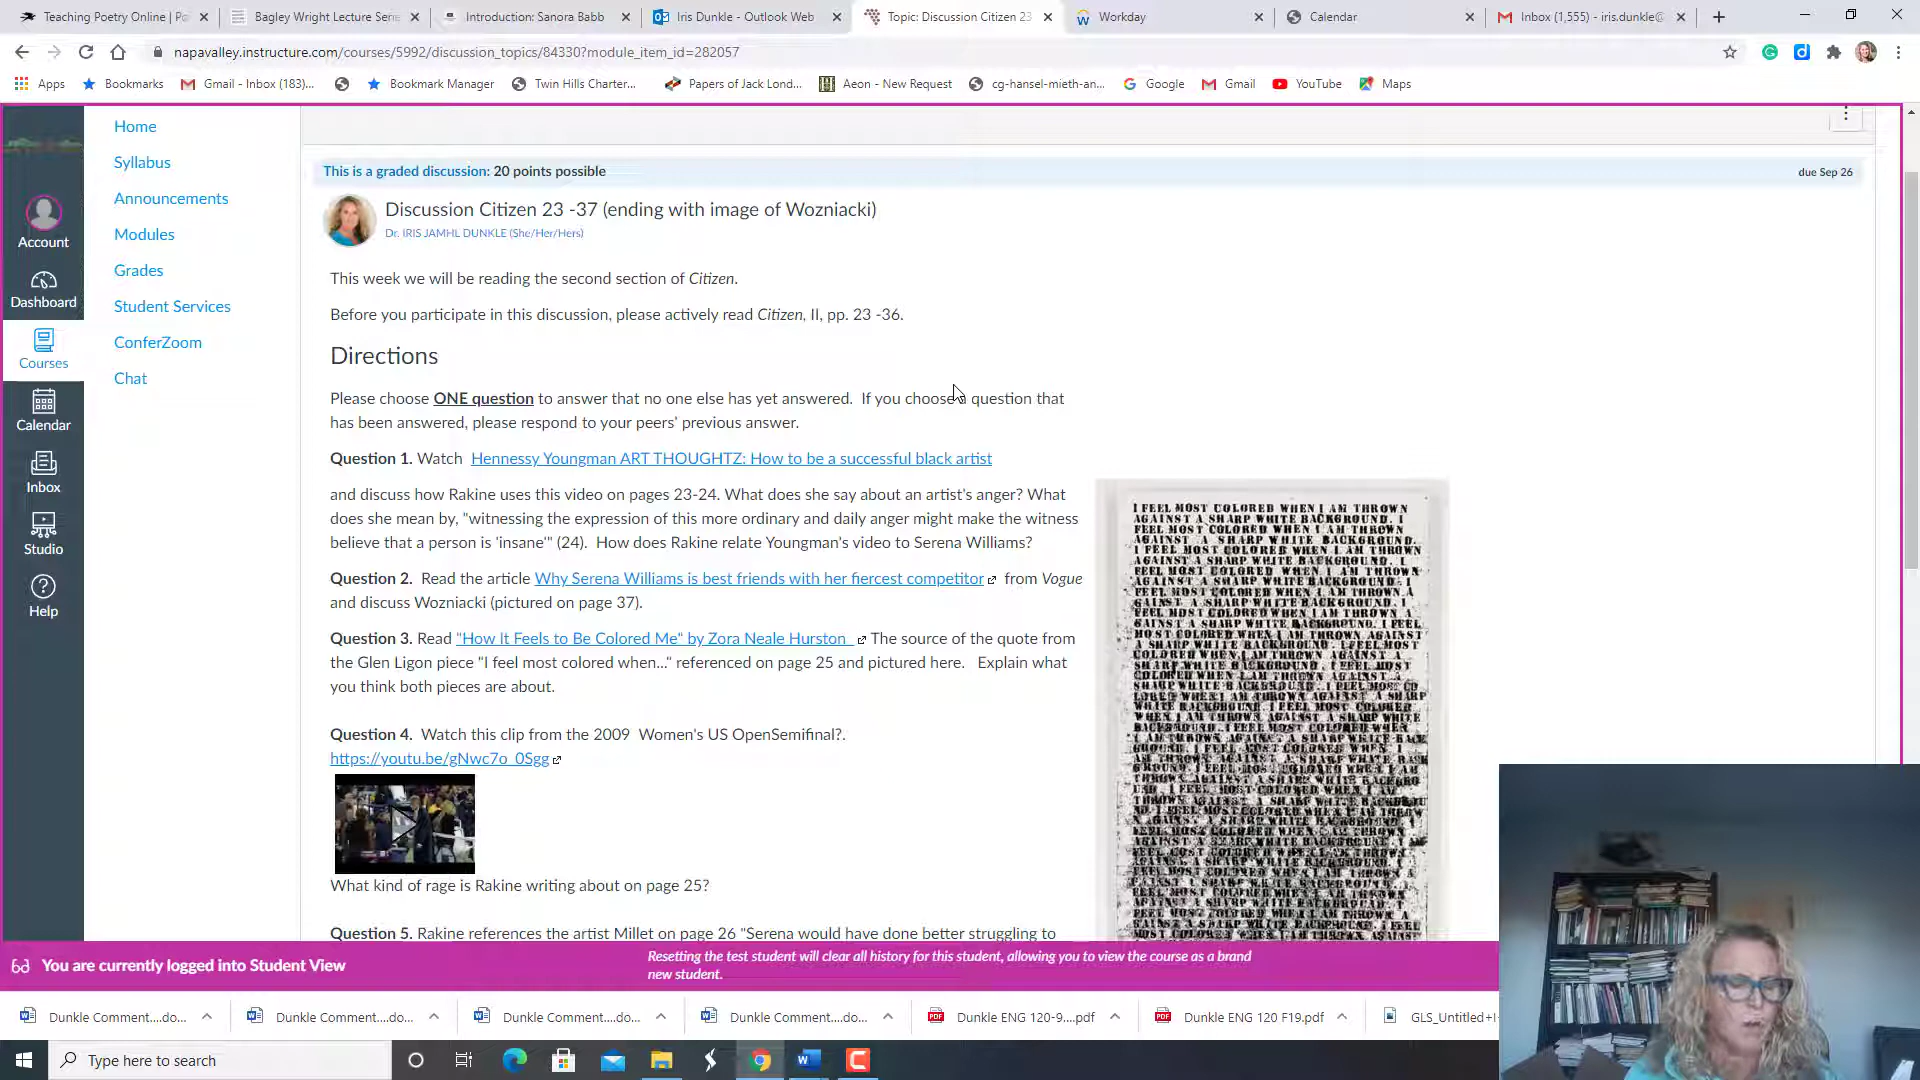 Teaching Poetry Online | Po
Bagley Wright Lecture Serie
Introduction: Sanora Babb
Iris Dunkle - Outlook Web
Topic: Discussion Citizen 23
Workday
Calendar
Inbox (1,555) - iris.dunkle@
napavalley.instructure.com/courses/5992/discussion_topics/84330?module_item_id=282057
Apps
Bookmarks
Gmail - Inbox (183)...
Bookmark Manager
Twin Hills Charter...
Papers of Jack Lond...
Aeon - New Request
cg-hansel-mieth-an...
Google
Gmail
YouTube
Maps
Account
Dashboard
Courses
Calendar
Inbox
Studio
Help
Home
Syllabus
Announcements
Modules
Grades
Student Services
ConferZoom
Chat
This is a graded discussion: 20 points possible
due Sep 26
Discussion Citizen 23 -37 (ending with image of Wozniacki)
Dr. IRIS JAMHL DUNKLE (She/Her/Hers)
This week we will be reading the second section of Citizen.
Before you participate in this discussion, please actively read Citizen, II, pp. 23 -36.
Directions
Please choose ONE question to answer that no one else has yet answered. If you choose a question that
has been answered, please respond to your peers' previous answer.
Question 1. Watch Hennessy Youngman ART THOUGHTZ: How to be a successful black artist
and discuss how Rakine uses this video on pages 23-24. What does she say about an artist's anger? What
does she mean by, "witnessing the expression of this more ordinary and daily anger might make the witness
believe that a person is 'insane'" (24). How does Rakine relate Youngman's video to Serena Williams?
Question 2. Read the article Why Serena Williams is best friends with her fiercest competitor from Vogue
and discuss Wozniacki (pictured on page 37).
Question 3. Read "How It Feels to Be Colored Me" by Zora Neale Hurston The source of the quote from
the Glen Ligon piece "I feel most colored when..." referenced on page 25 and pictured here. Explain what
you think both pieces are about.
Question 4. Watch this clip from the 2009 Women's US OpenSemifinal?.
https://youtu.be/gNwc7o_0Sgg
What kind of rage is Rakine writing about on page 25?
Question 5. Rakine references the artist Millet on page 26 "Serena would have done better struggling to
I FEEL MOST COLORED WHEN I AM THROWN
AGAINST A SHARP WHITE BACKGROUND. I
FEEL MOST COLORED WHEN I AM THROWN
AGAINST A SHARP WHITE BACKGROUND.
I FEEL MOST COLORED WHEN I AM THROWN
You are currently logged into Student View
Resetting the test student will clear all history for this student, allowing you to view the course as a brand
new student.
Dunkle Comment....do...
Dunkle Comment....do...
Dunkle Comment....do...
Dunkle Comment....do...
Dunkle ENG 120-9....pdf
Dunkle ENG 120 F19.pdf
GLS_Untitled+I
Type here to search